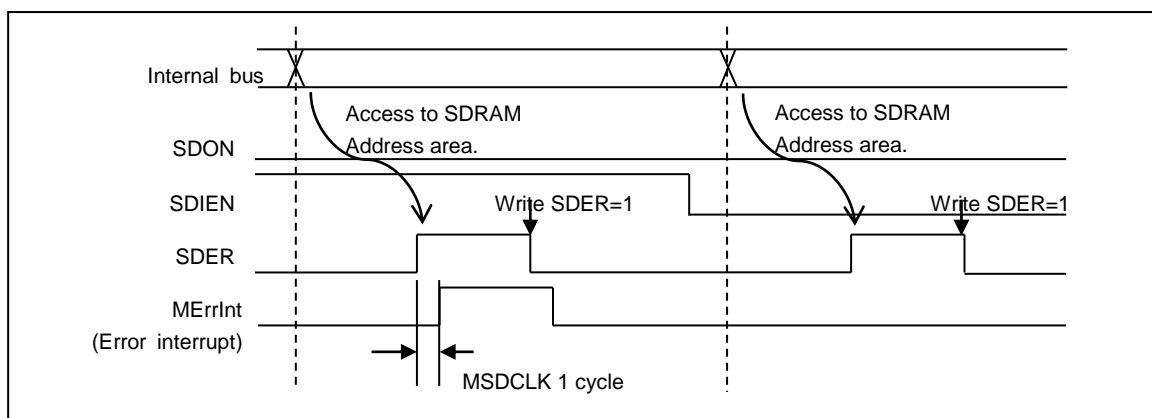 Internal bus
Access to SDRAM
Address area.
Access to SDRAM
Address area.
SDON
SDIEN
Write SDER=1
Write SDER=1
SDER
MErrInt
(Error interrupt)
MSDCLK 1 cycle